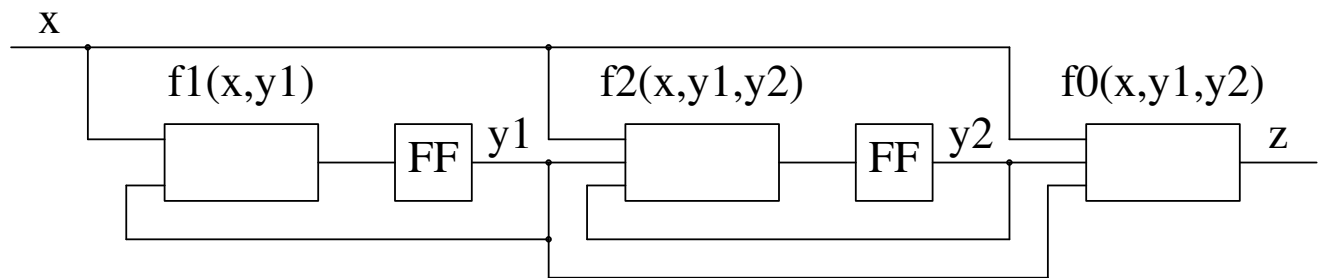 x
f1(x,y1) f2(x,y1,y2) f0(x,y1,y2)
FF y1 FF y2 z